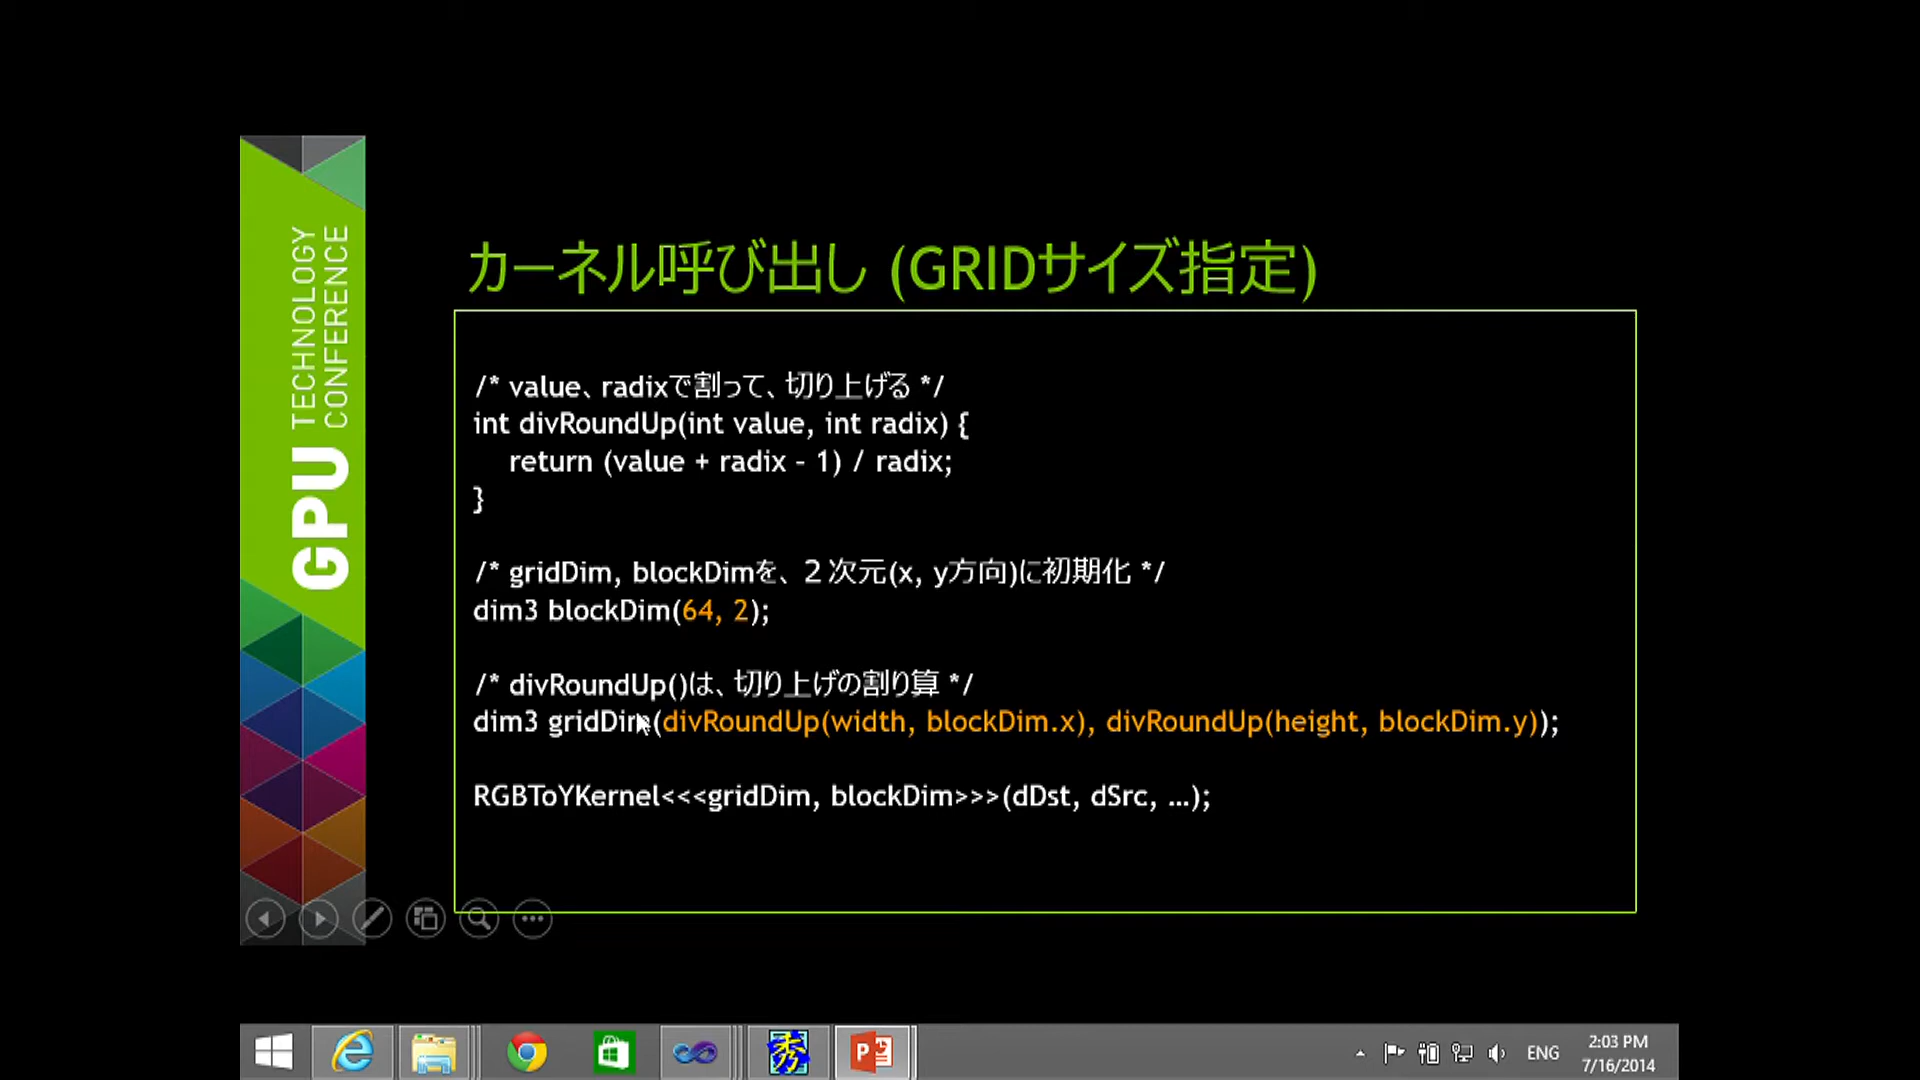 GPU TECHNOLOGY
CONFERENCE
カーネル呼び出し (GRIDサイズ指定)
/* value、radixで割って、切り上げる */
int divRoundUp(int value, int radix) {
return (value + radix – 1) / radix;
}
/* gridDim, blockDimを、２次元(x, y方向)に初期化 */
dim3 blockDim(64, 2);
/* divRoundUp()は、切り上げの割り算 */
dim3 gridDim(divRoundUp(width, blockDim.x), divRoundUp(height, blockDim.y));
RGBToYKernel<<<gridDim, blockDim>>>(dDst, dSrc, …);
秀
P
ENG
2:03 PM
7/16/2014